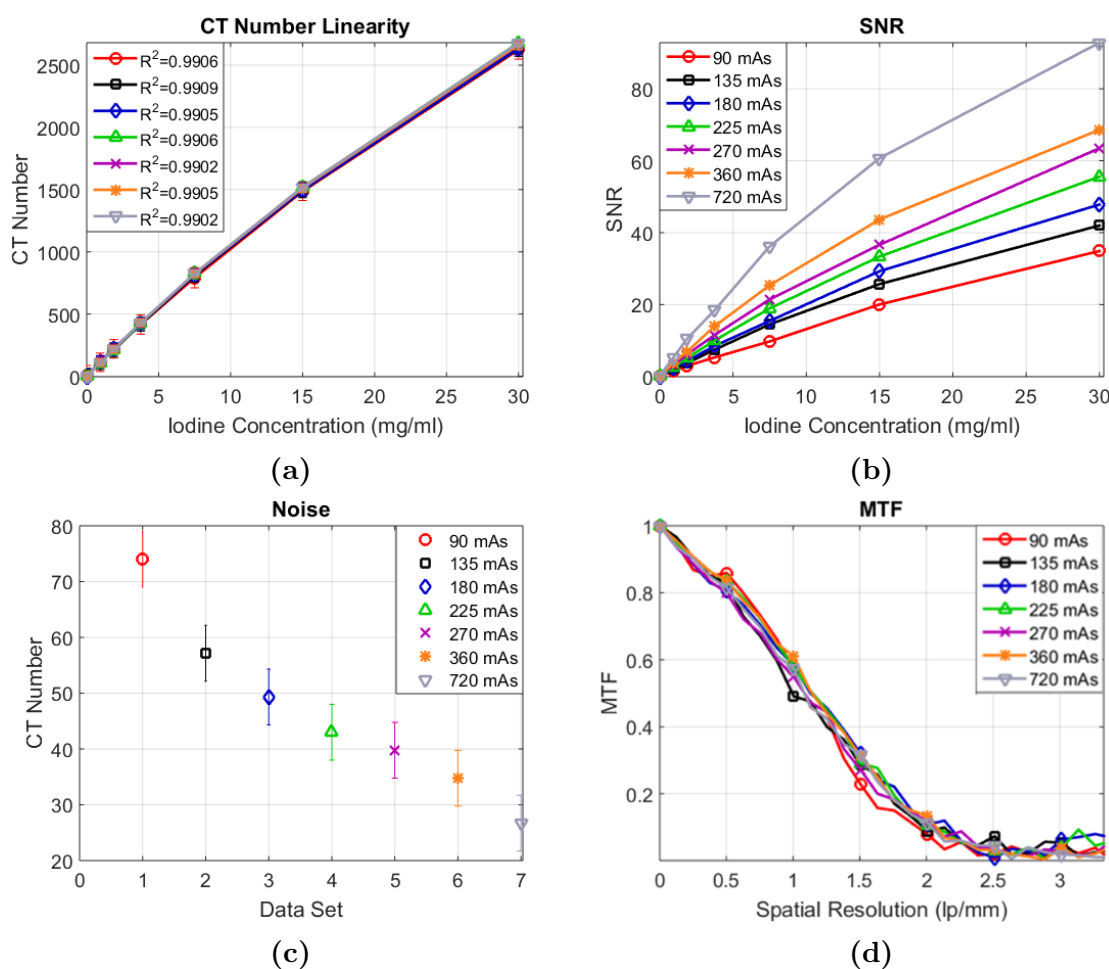 CT Number Linearity
CT Number
2500
2000
1500
1000
500
0
R²=0.9906
R²=0.9909
R²=0.9905
R²=0.9906
R²=0.9902
R²=0.9905
R²=0.9902
0 5 10 15 20 25 30
Iodine Concentration (mg/ml)
(a)
SNR
SNR
80
60
40
20
0
90 mAs
135 mAs
180 mAs
225 mAs
270 mAs
360 mAs
720 mAs
0 5 10 15 20 25 30
Iodine Concentration (mg/ml)
(b)
Noise
CT Number
80
70
60
50
40
30
20
90 mAs
135 mAs
180 mAs
225 mAs
270 mAs
360 mAs
720 mAs
0 1 2 3 4 5 6 7
Data Set
(c)
MTF
MTF
1
0.8
0.6
0.4
0.2
90 mAs
135 mAs
180 mAs
225 mAs
270 mAs
360 mAs
720 mAs
0 0.5 1 1.5 2 2.5 3
Spatial Resolution (lp/mm)
(d)